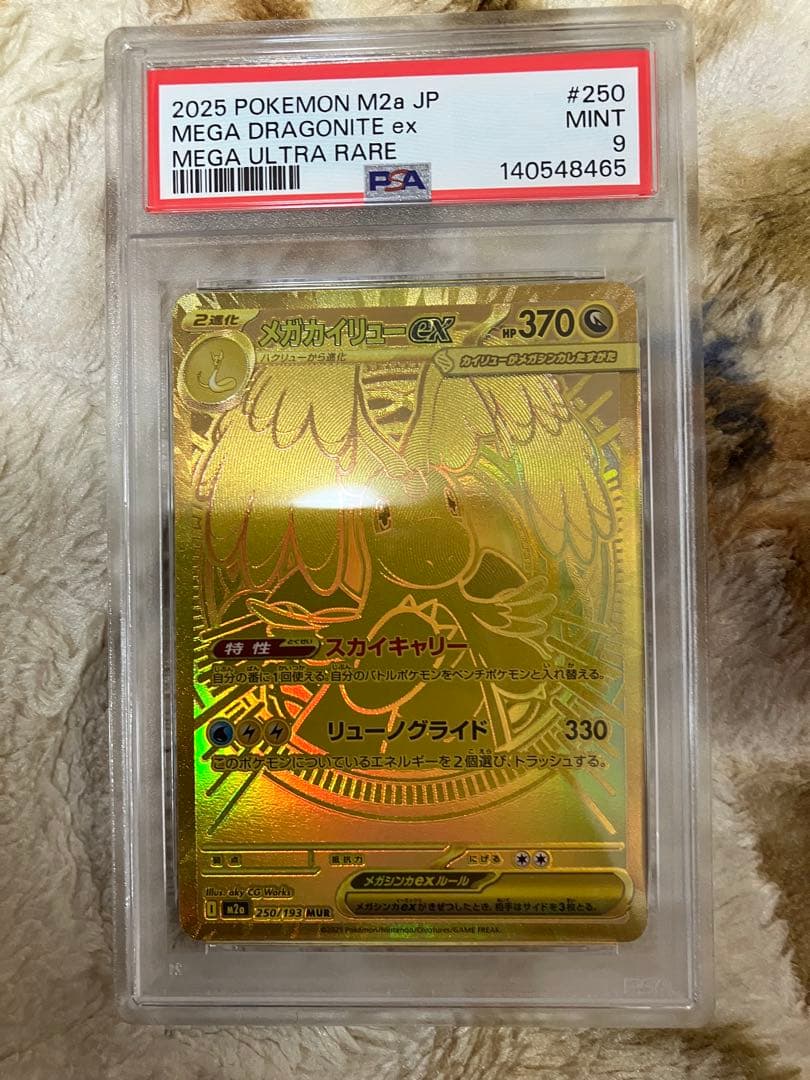 2025 POKEMON M2a JP #250
MEGA DRAGONITE ex MINT
MEGA ULTRA RARE 9
PSA 140548465
2進化 メガカイリューex HP370
ハクリューから進化 カイリューがメガシンカしたすがた
特性 とくせい スカイキャリー
自分の番に1回使える。自分のバトルポケモンをベンチポケモンと入れ替える。
リューノグライド 330
このポケモンについているエネルギーを2個選び、トラッシュする。
弱点 抵抗力 にげる
メガシンカexルール
メガシンカexがきぜつしたとき、相手はサイドを3枚とる。
Illus. aky CG Works
I m2a 250/193 MUR
©2025 Pokémon/Nintendo/Creatures/GAME FREAK.